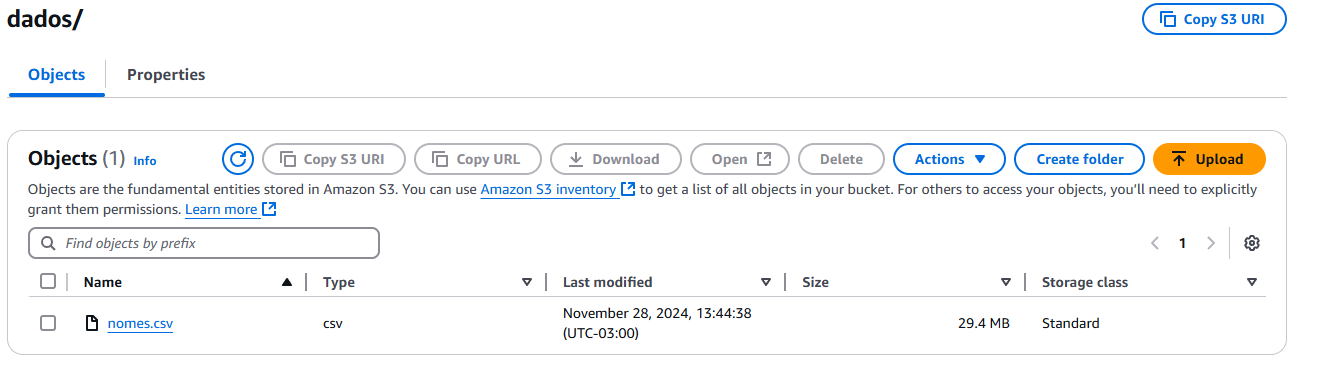 dados/
Copy S3 URI
Objects
Properties
Objects (1) Info
Copy S3 URI
Copy URL
Download
Open
Delete
Actions
Create folder
Upload
Objects are the fundamental entities stored in Amazon S3. You can use Amazon S3 inventory to get a list of all objects in your bucket. For others to access your objects, you'll need to explicitly
grant them permissions. Learn more
Find objects by prefix
1
Name
Type
Last modified
Size
Storage class
nomes.csv
csv
November 28, 2024, 13:44:38
(UTC-03:00)
29.4 MB
Standard